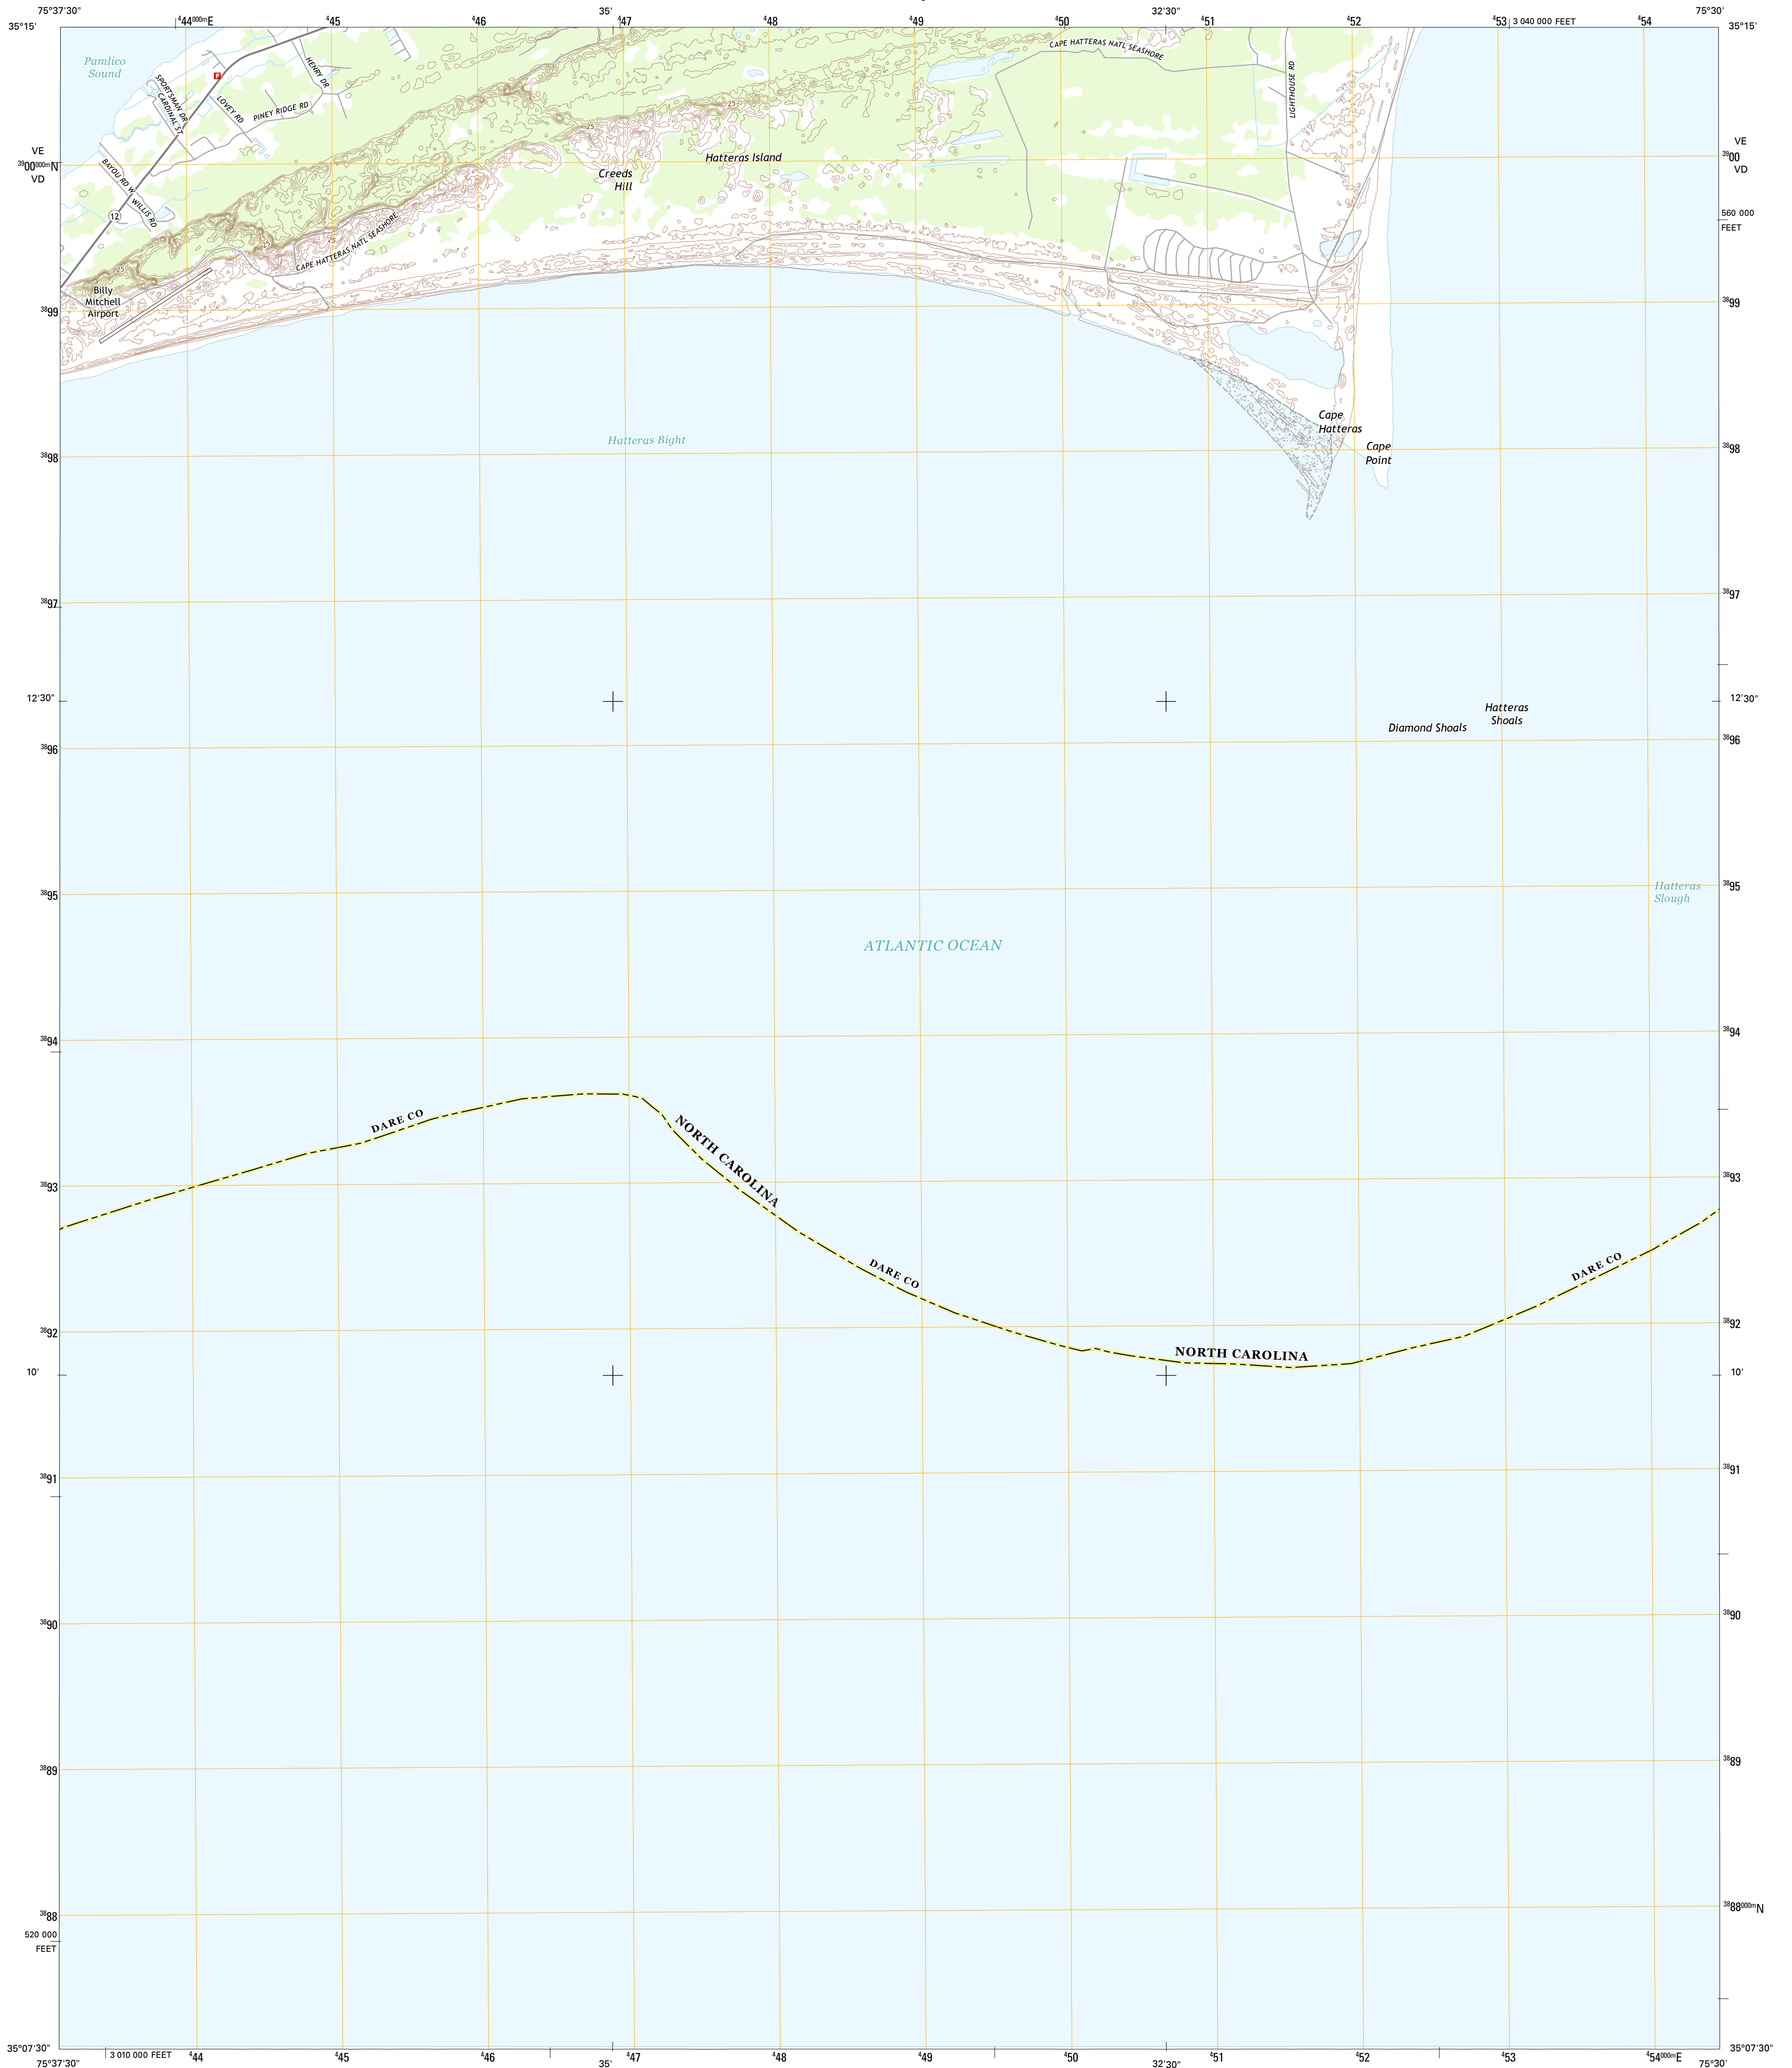 75°37'30"
⁴44⁰⁰⁰ᵐE
⁴45
⁴46
35'
⁴47
⁴48
⁴49
⁴50
32'30"
⁴51
⁴52
⁴53
3 040 000 FEET
⁴54
75°30'
35°15'
35°15'
Pamlico
Sound
SPORTSMAN DR
CARDINAL ST
LOVEY RD
HENRY DR
PINEY RIDGE RD
F
CAPE HATTERAS NATL SEASHORE
LIGHTHOUSE RD
25
25
VE
³⁹00⁰⁰⁰ᵐN
VD
VE
³⁹00
VD
Hatteras Island
Creeds
Hill
BAYOU RD W
WILLIS RD
12
CAPE HATTERAS NATL SEASHORE
25
25
560 000
FEET
25
Billy
Mitchell
Airport
³⁸99
³⁸99
Cape
Hatteras
Hatteras Bight
Cape
Point
³⁸98
³⁸98
³⁸97
³⁸97
12'30"
12'30"
Hatteras
Shoals
Diamond Shoals
³⁸96
³⁸96
³⁸95
³⁸95
Hatteras
Slough
ATLANTIC OCEAN
³⁸94
³⁸94
DARE CO
NORTH CAROLINA
³⁸93
³⁸93
DARE CO
DARE CO
³⁸92
³⁸92
NORTH CAROLINA
10'
10'
³⁸91
³⁸91
³⁸90
³⁸90
³⁸89
³⁸89
³⁸88
³⁸88⁰⁰⁰ᵐN
520 000
FEET
35°07'30"
35°07'30"
75°37'30"
3 010 000 FEET
⁴44
⁴45
⁴46
35'
⁴47
⁴48
⁴49
⁴50
32'30"
⁴51
⁴52
⁴53
⁴54⁰⁰⁰ᵐE
75°30'